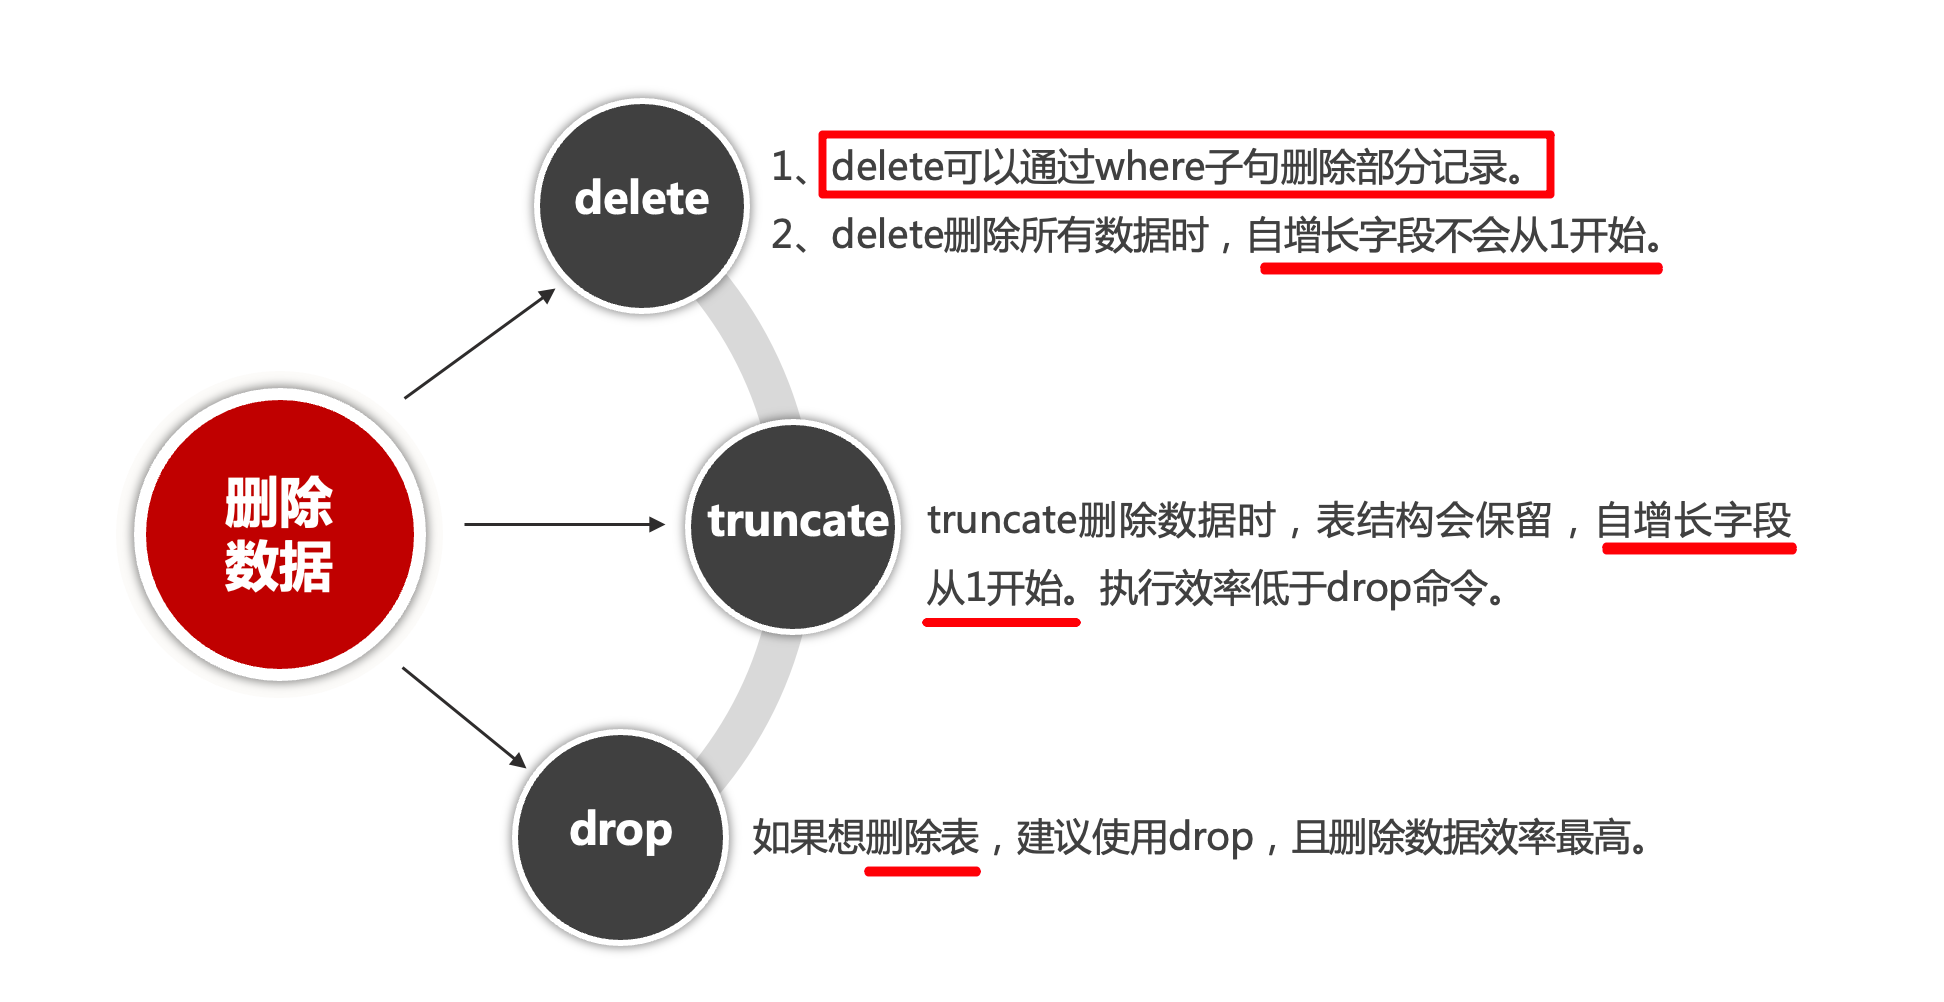 delete
1、delete可以通过where子句删除部分记录。
2、delete删除所有数据时，自增长字段不会从1开始。
删除
数据
truncate
truncate删除数据时，表结构会保留，自增长字段
从1开始。执行效率低于drop命令。
drop
如果想删除表，建议使用drop，且删除数据效率最高。